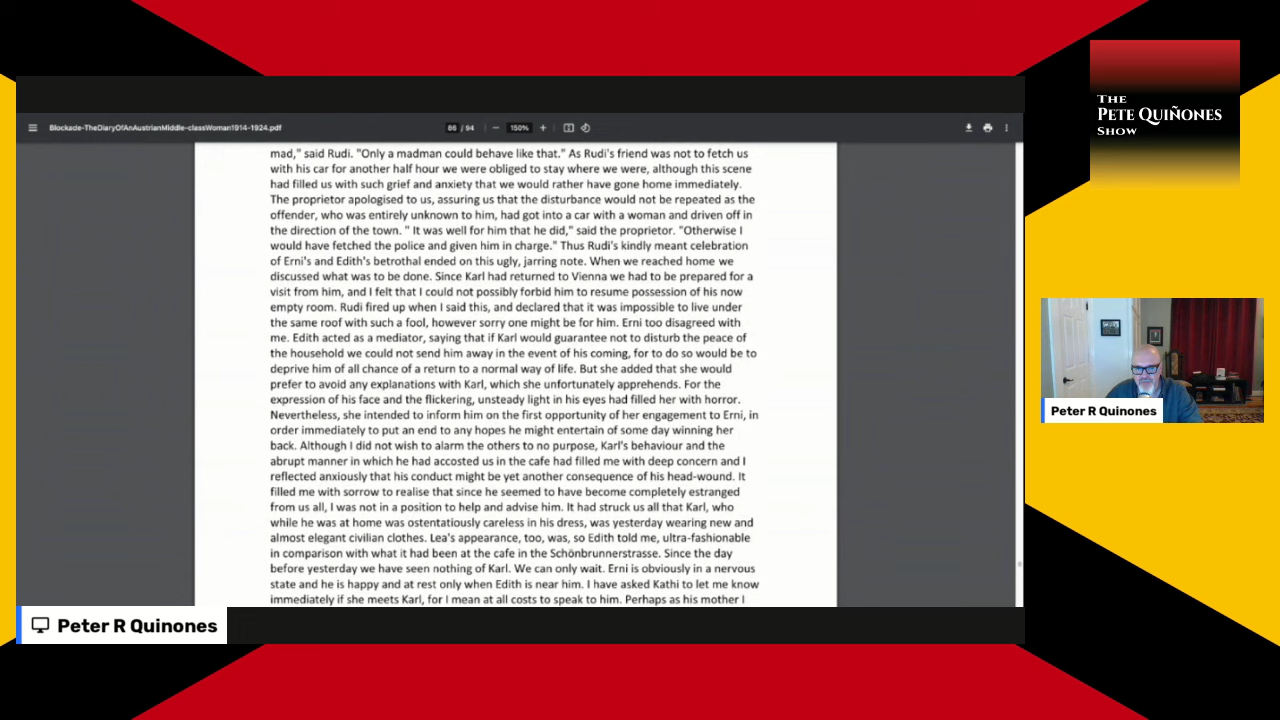 Blockade-TheDiaryOfAnAustrianMiddle-classWoman1914-1924.pdf
86 / 94
150%
mad," said Rudi. "Only a madman could behave like that." As Rudi's friend was not to fetch us
with his car for another half hour we were obliged to stay where we were, although this scene
had filled us with such grief and anxiety that we would rather have gone home immediately.
The proprietor apologised to us, assuring us that the disturbance would not be repeated as the
offender, who was entirely unknown to him, had got into a car with a woman and driven off in
the direction of the town. " It was well for him that he did," said the proprietor. "Otherwise I
would have fetched the police and given him in charge." Thus Rudi's kindly meant celebration
of Erni's and Edith's betrothal ended on this ugly, jarring note. When we reached home we
discussed what was to be done. Since Karl had returned to Vienna we had to be prepared for a
visit from him, and I felt that I could not possibly forbid him to resume possession of his now
empty room. Rudi fired up when I said this, and declared that it was impossible to live under
the same roof with such a fool, however sorry one might be for him. Erni too disagreed with
me. Edith acted as a mediator, saying that if Karl would guarantee not to disturb the peace of
the household we could not send him away in the event of his coming, for to do so would be to
deprive him of all chance of a return to a normal way of life. But she added that she would
prefer to avoid any explanations with Karl, which she unfortunately apprehends. For the
expression of his face and the flickering, unsteady light in his eyes had filled her with horror.
Nevertheless, she intended to inform him on the first opportunity of her engagement to Erni, in
order immediately to put an end to any hopes he might entertain of some day winning her
back. Although I did not wish to alarm the others to no purpose, Karl's behaviour and the
abrupt manner in which he had accosted us in the cafe had filled me with deep concern and I
reflected anxiously that his conduct might be yet another consequence of his head-wound. It
filled me with sorrow to realise that since he seemed to have become completely estranged
from us all, I was not in a position to help and advise him. It had struck us all that Karl, who
while he was at home was ostentatiously careless in his dress, was yesterday wearing new and
almost elegant civilian clothes. Lea's appearance, too, was, so Edith told me, ultra-fashionable
in comparison with what it had been at the cafe in the Schönbrunnerstrasse. Since the day
before yesterday we have seen nothing of Karl. We can only wait. Erni is obviously in a nervous
state and he is happy and at rest only when Edith is near him. I have asked Kathi to let me know
immediately if she meets Karl, for I mean at all costs to speak to him. Perhaps as his mother I
Peter R Quinones
THE
PETE QUIÑONES
SHOW
Peter R Quinones